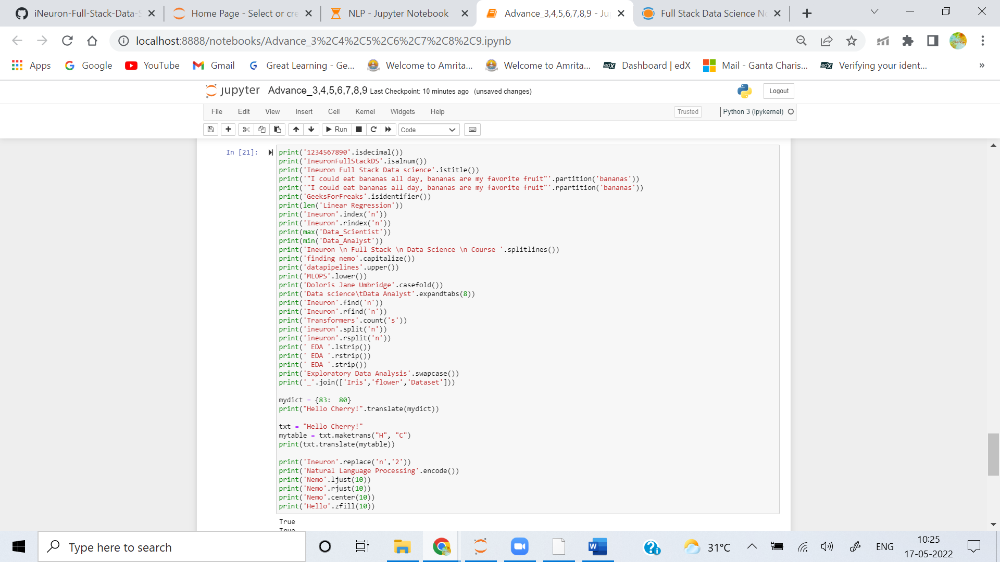 iNeuron-Full-Stack-Data-S
Home Page - Select or cre
NLP - Jupyter Notebook
Advance_3,4,5,6,7,8,9 - Ju
Full Stack Data Science No
localhost:8888/notebooks/Advance_3%2C4%2C5%2C6%2C7%2C8%2C9.ipynb
Apps
Google
YouTube
Gmail
Great Learning - Ge...
Welcome to Amrita...
Welcome to Amrita...
Dashboard | edX
Mail - Ganta Charis...
Verifying your ident...
»
jupyter Advance_3,4,5,6,7,8,9 Last Checkpoint: 10 minutes ago (unsaved changes)
Logout
File Edit View Insert Cell Kernel Widgets Help
Trusted
Python 3 (ipykernel)
Run
Code
In [21]:
print('1234567890'.isdecimal())
print('IneuronFullStackDS'.isalnum())
print('Ineuron Full Stack Data science'.istitle())
print('"I could eat bananas all day, bananas are my favorite fruit"'.partition('bananas'))
print('"I could eat bananas all day, bananas are my favorite fruit"'.rpartition('bananas'))
print('GeeksForFreaks'.isidentifier())
print(len('Linear Regression'))
print('Ineuron'.index('n'))
print('Ineuron'.rindex('n'))
print(max('Data_Scientist'))
print(min('Data_Analyst'))
print('Ineuron \n Full Stack \n Data Science \n Course '.splitlines())
print('finding nemo'.capitalize())
print('datapipelines'.upper())
print('MLOPS'.lower())
print('Doloris Jane Umbridge'.casefold())
print('Data science\tData Analyst'.expandtabs(8))
print('Ineuron'.find('n'))
print('Ineuron'.rfind('n'))
print('Transformers'.count('s'))
print('ineuron'.split('n'))
print('ineuron'.rsplit('n'))
print(' EDA '.lstrip())
print(' EDA '.rstrip())
print(' EDA '.strip())
print('Exploratory Data Analysis'.swapcase())
print('_'.join(['Iris','flower','Dataset']))
mydict = {83:  80}
print("Hello Cherry!".translate(mydict))
txt = "Hello Cherry!"
mytable = txt.maketrans("H", "C")
print(txt.translate(mytable))
print('Ineuron'.replace('n','2'))
print('Natural Language Processing'.encode())
print('Nemo'.ljust(10))
print('Nemo'.rjust(10))
print('Nemo'.center(10))
print('Hello'.zfill(10))
True
True
Type here to search
31°C
ENG
10:25
17-05-2022